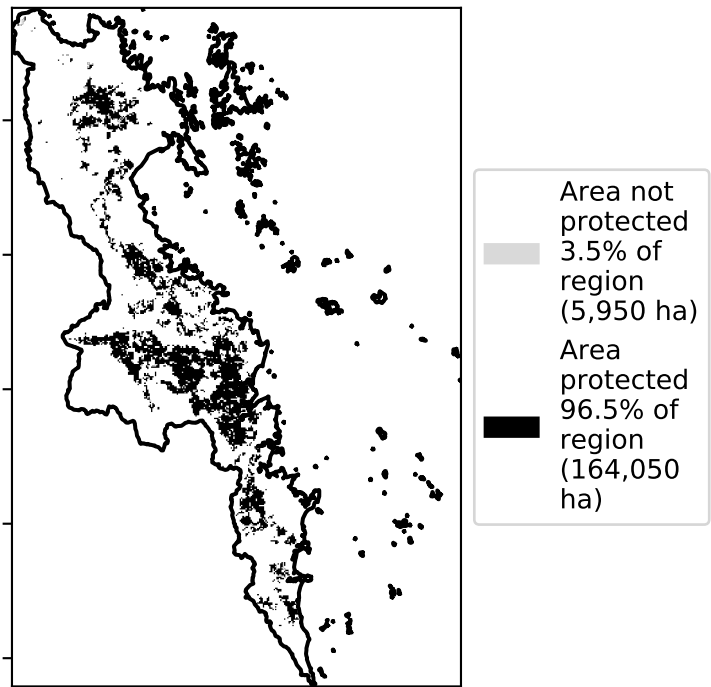 Area not
protected
3.5% of
region
(5,950 ha)
Area
protected
96.5% of
region
(164,050
ha)